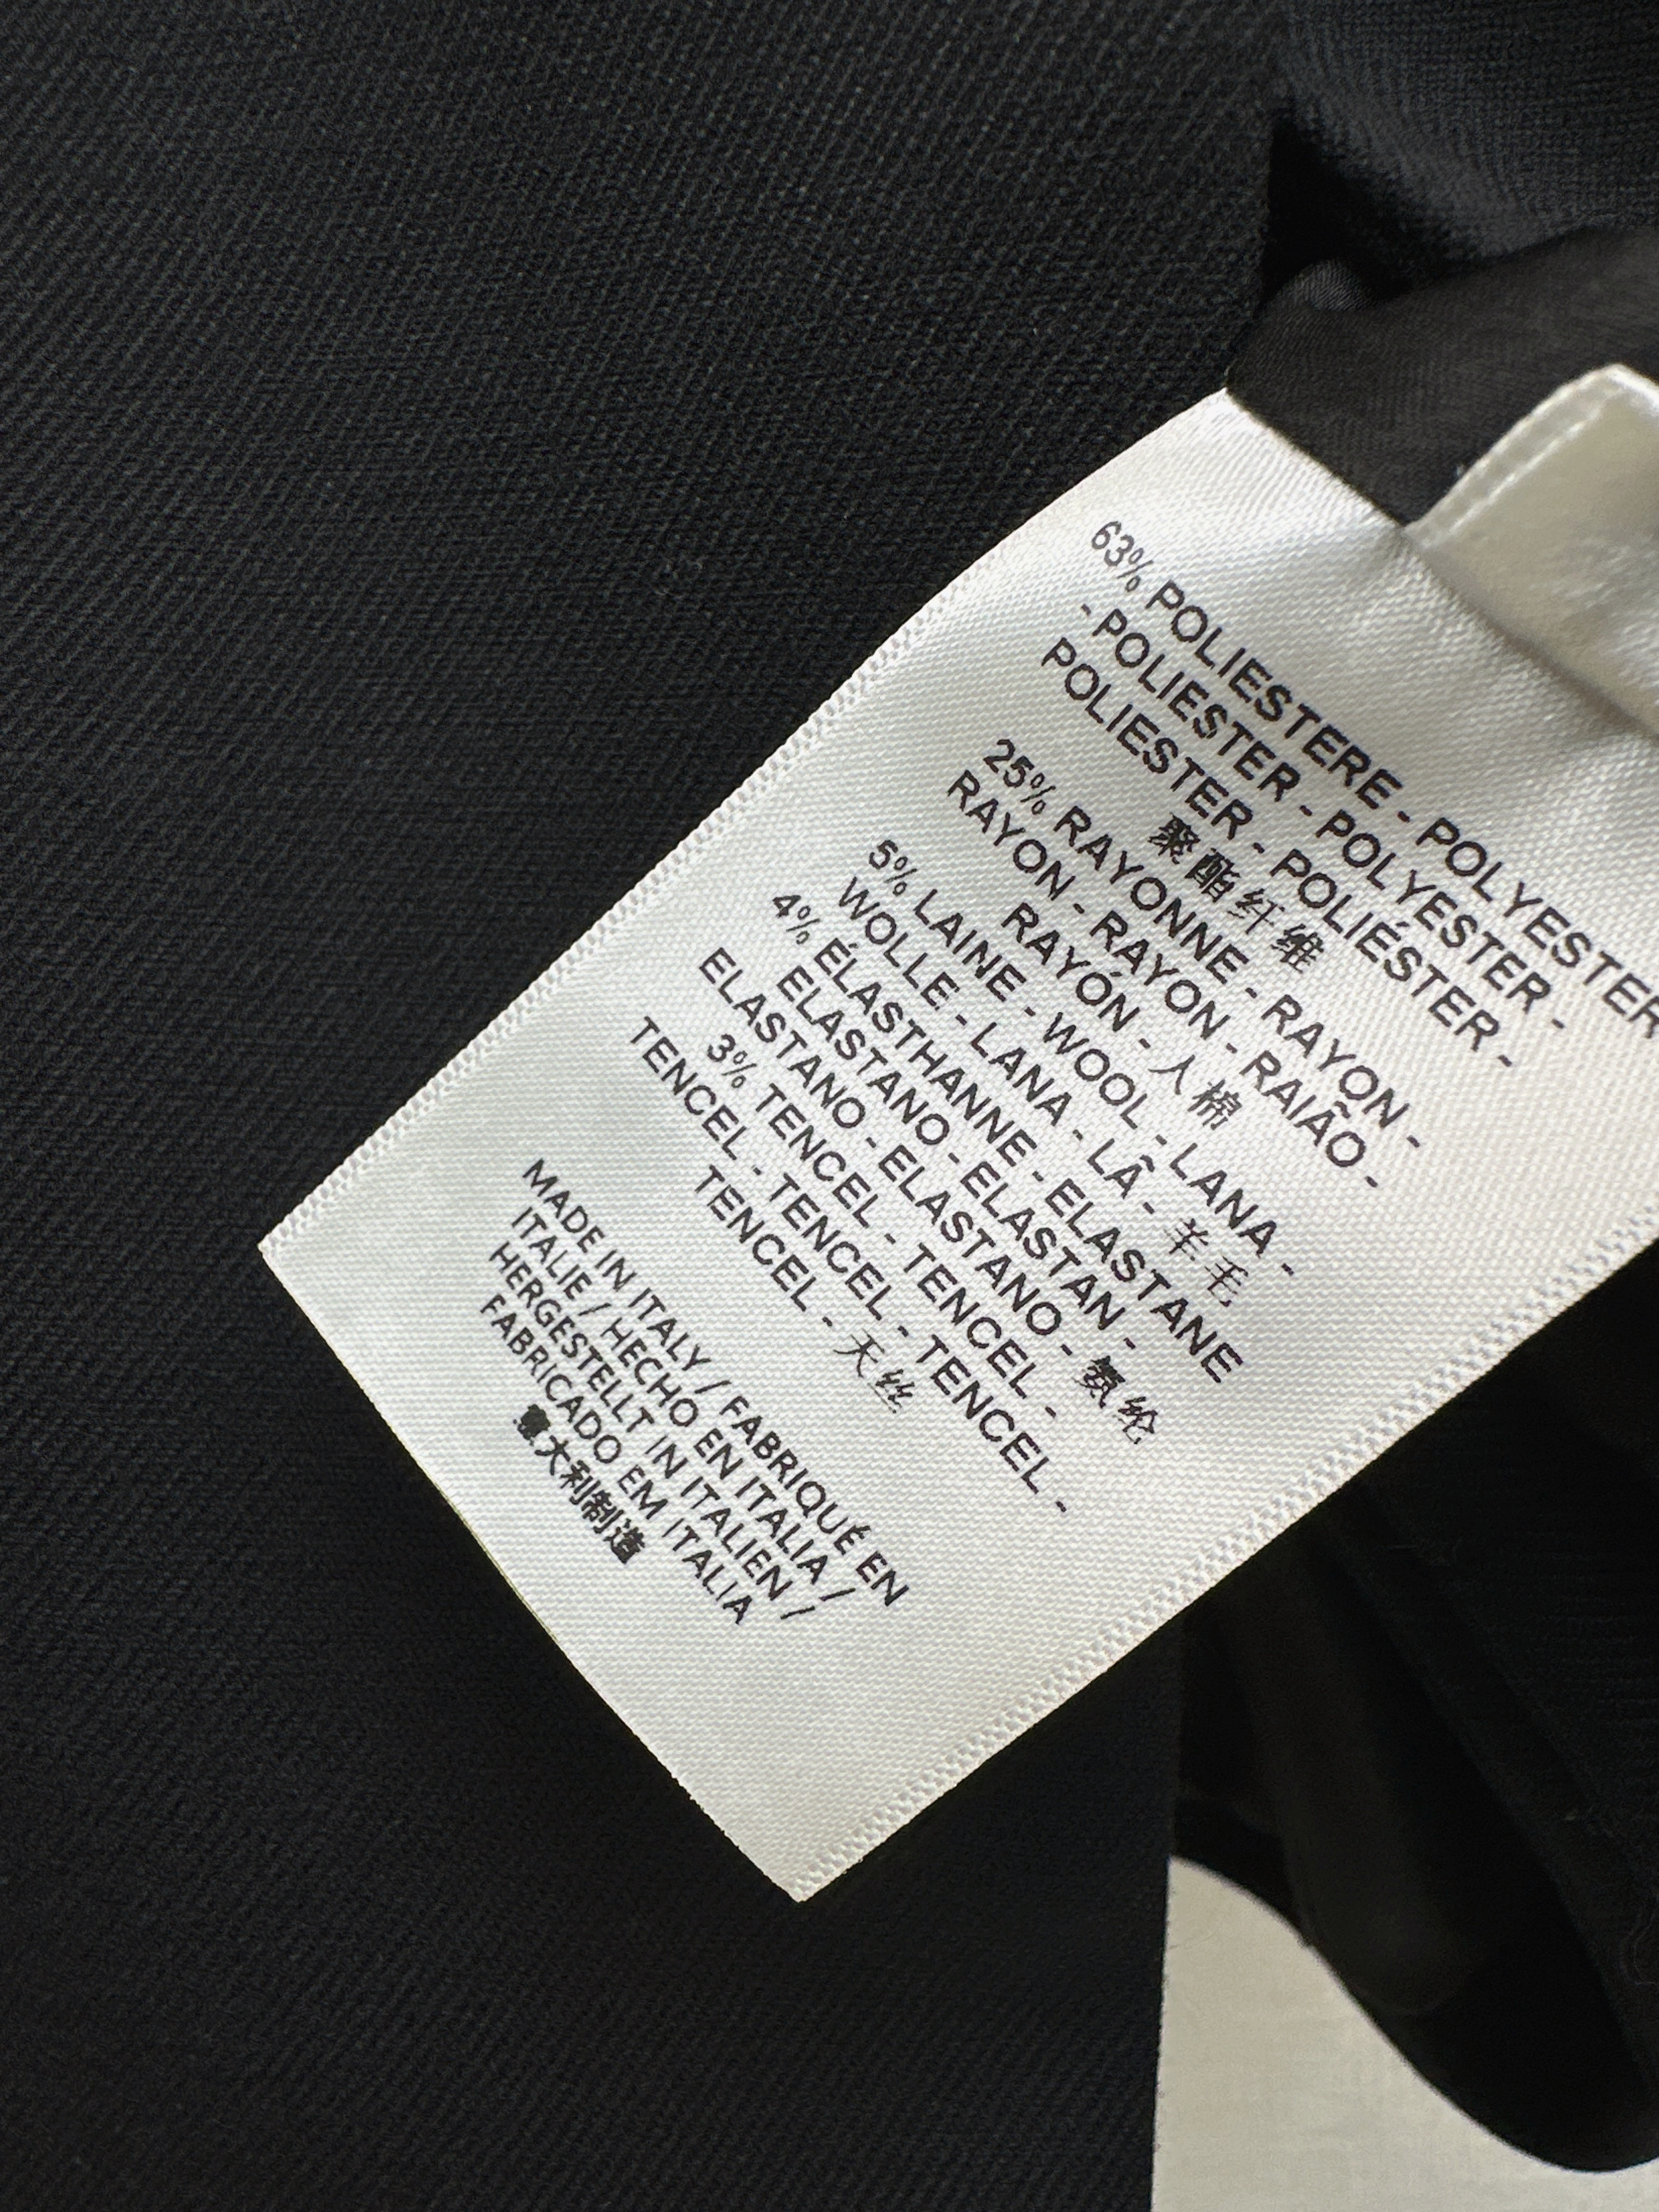 63% POLIESTERE - POLYESTER
- POLIESTER - POLYESTER -
POLIESTER - POLIÉSTER -
聚酯纤维
25% RAYONNE - RAYON -
RAYON - RAYON - RAIÃO -
RAYÓN - 人棉
5% LAINE - WOOL - LANA -
WOLLE - LANA - LÃ - 羊毛
4% ÉLASTHANNE - ELASTANE
ELASTANO - ELASTAN -
ELASTANO - ELASTANO - 氨纶
3% TENCEL - TENCEL -
TENCEL - TENCEL - TENCEL -
TENCEL - 天丝
MADE IN ITALY / FABRIQUÉ EN
ITALIE / HECHO EN ITALIA /
HERGESTELLT IN ITALIEN /
FABRICADO EM ITALIA
意大利制造